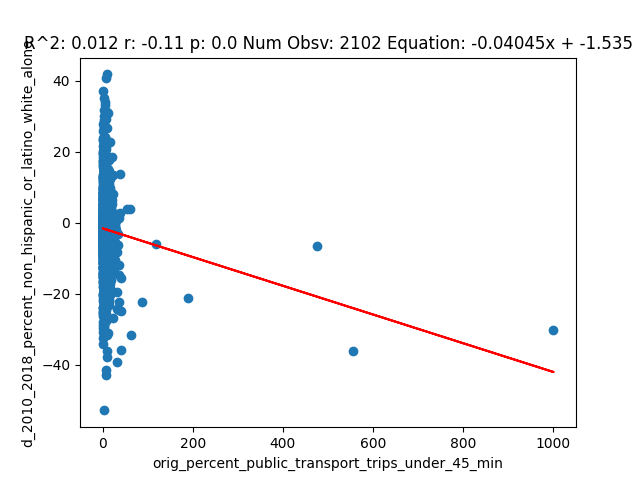 R^2: 0.012 r: -0.11 p: 0.0 Num Obsv: 2102 Equation: -0.04045x + -1.535
d_2010_2018_percent_non_hispanic_or_latino_white_alone
40
20
0
−20
−40
0 200 400 600 800 1000
orig_percent_public_transport_trips_under_45_min